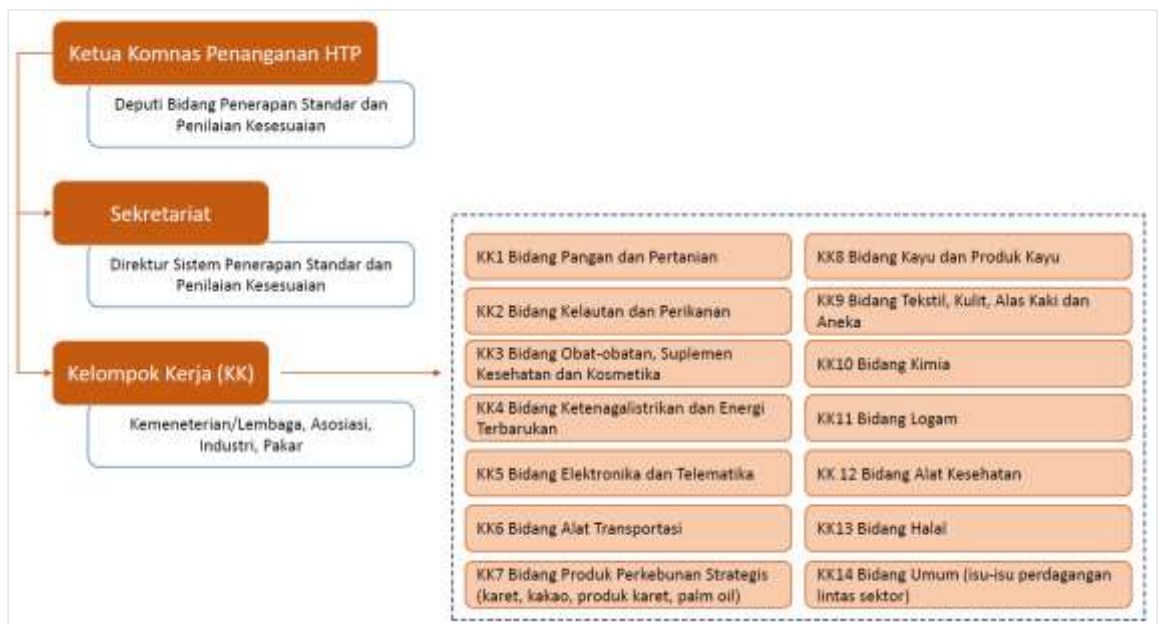 Ketua Komnas Penanganan HTP
Deputi Bidang Penerapan Standar dan
Penilaian Kesesuaian
Sekretariat
Direktur Sistem Penerapan Standar dan
Penilaian Kesesuaian
Kelompok Kerja (KK)
Kemeneterian/Lembaga, Asosiasi,
Industri, Pakar
KK1 Bidang Pangan dan Pertanian
KK2 Bidang Kelautan dan Perikanan
KK3 Bidang Obat-obatan, Suplemen
Kesehatan dan Kosmetika
KK4 Bidang Ketenagalistrikan dan Energi
Terbarukan
KK5 Bidang Elektronika dan Telematika
KK6 Bidang Alat Transportasi
KK7 Bidang Produk Perkebunan Strategis
(karet, kakao, produk karet, palm oil)
KK8 Bidang Kayu dan Produk Kayu
KK9 Bidang Tekstil, Kulit, Alas Kaki dan
Aneka
KK10 Bidang Kimia
KK11 Bidang Logam
KK 12 Bidang Alat Kesehatan
KK13 Bidang Halal
KK14 Bidang Umum (isu-isu perdagangan
lintas sektor)